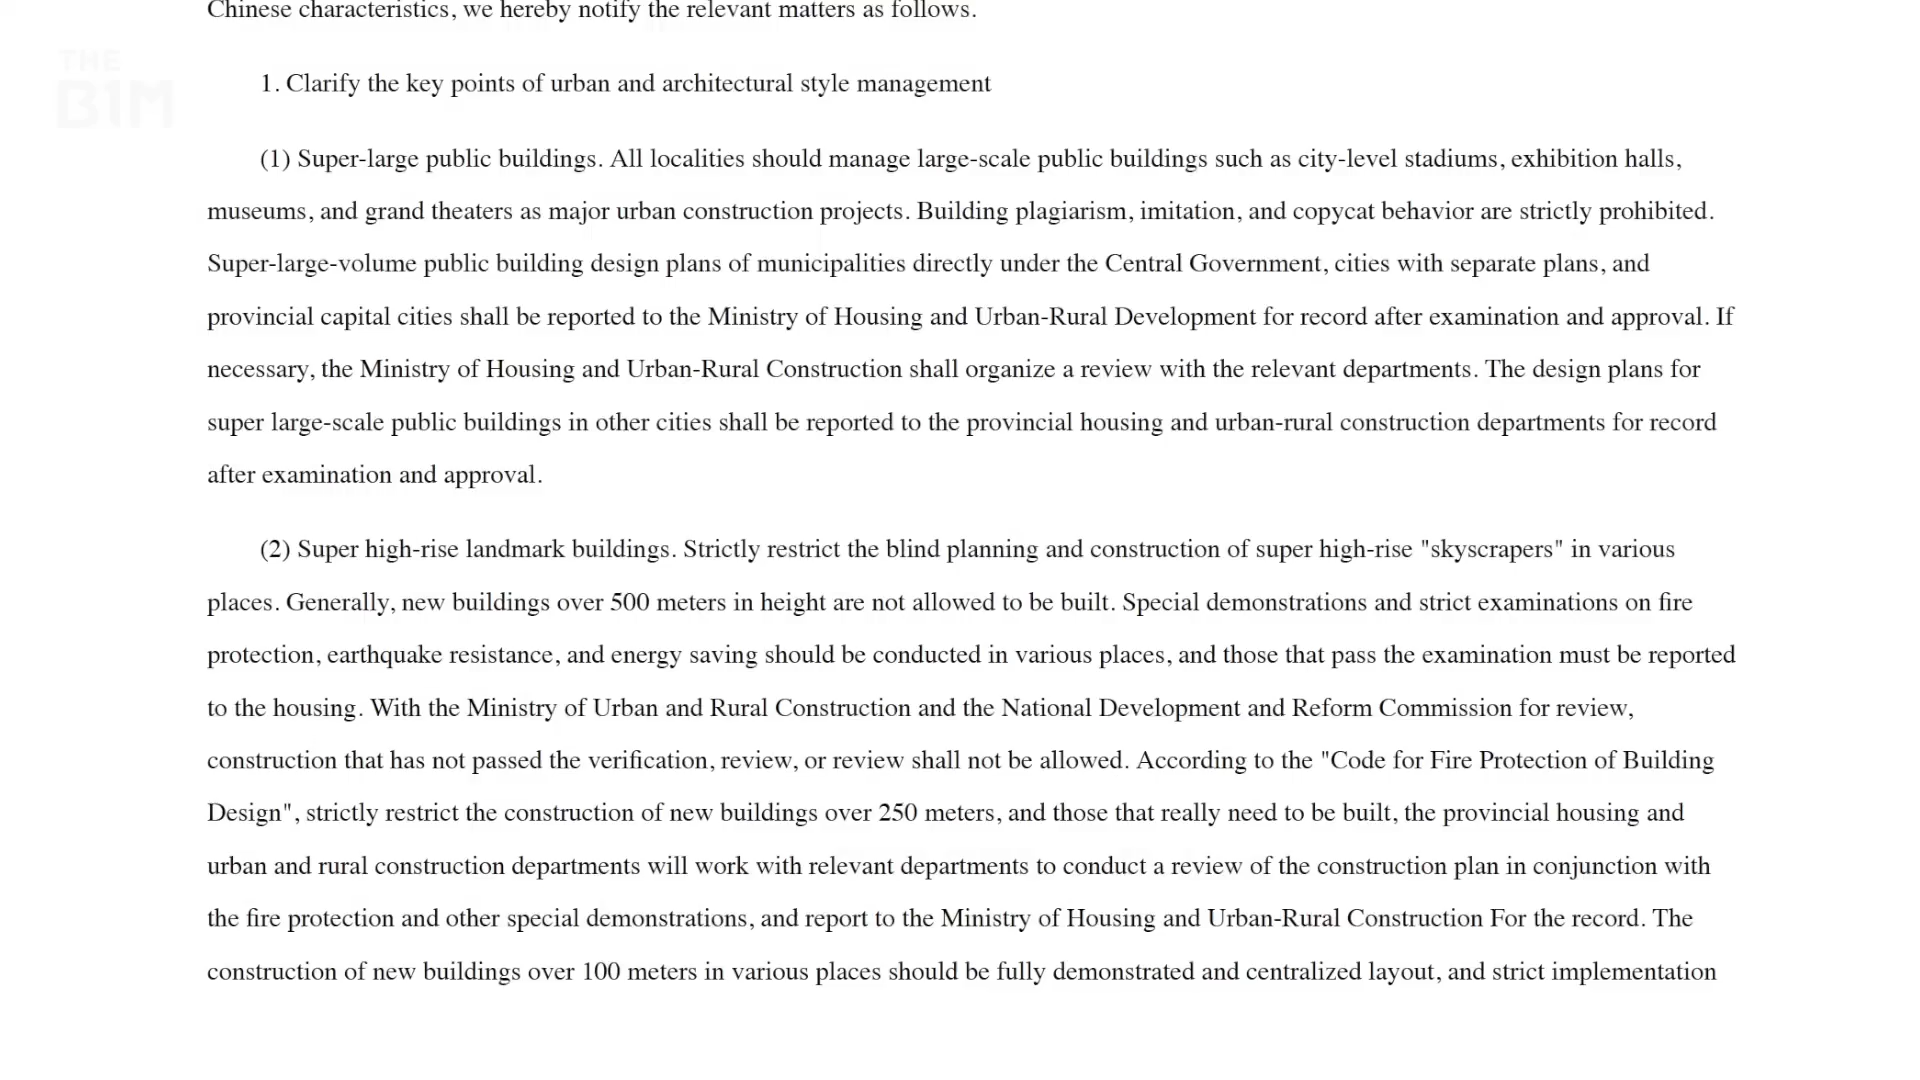 Chinese characteristics, we hereby notify the relevant matters as follows.
THE
B1M
1. Clarify the key points of urban and architectural style management
(1) Super-large public buildings. All localities should manage large-scale public buildings such as city-level stadiums, exhibition halls,
museums, and grand theaters as major urban construction projects. Building plagiarism, imitation, and copycat behavior are strictly prohibited.
Super-large-volume public building design plans of municipalities directly under the Central Government, cities with separate plans, and
provincial capital cities shall be reported to the Ministry of Housing and Urban-Rural Development for record after examination and approval. If
necessary, the Ministry of Housing and Urban-Rural Construction shall organize a review with the relevant departments. The design plans for
super large-scale public buildings in other cities shall be reported to the provincial housing and urban-rural construction departments for record
after examination and approval.
(2) Super high-rise landmark buildings. Strictly restrict the blind planning and construction of super high-rise "skyscrapers" in various
places. Generally, new buildings over 500 meters in height are not allowed to be built. Special demonstrations and strict examinations on fire
protection, earthquake resistance, and energy saving should be conducted in various places, and those that pass the examination must be reported
to the housing. With the Ministry of Urban and Rural Construction and the National Development and Reform Commission for review,
construction that has not passed the verification, review, or review shall not be allowed. According to the "Code for Fire Protection of Building
Design", strictly restrict the construction of new buildings over 250 meters, and those that really need to be built, the provincial housing and
urban and rural construction departments will work with relevant departments to conduct a review of the construction plan in conjunction with
the fire protection and other special demonstrations, and report to the Ministry of Housing and Urban-Rural Construction For the record. The
construction of new buildings over 100 meters in various places should be fully demonstrated and centralized layout, and strict implementation